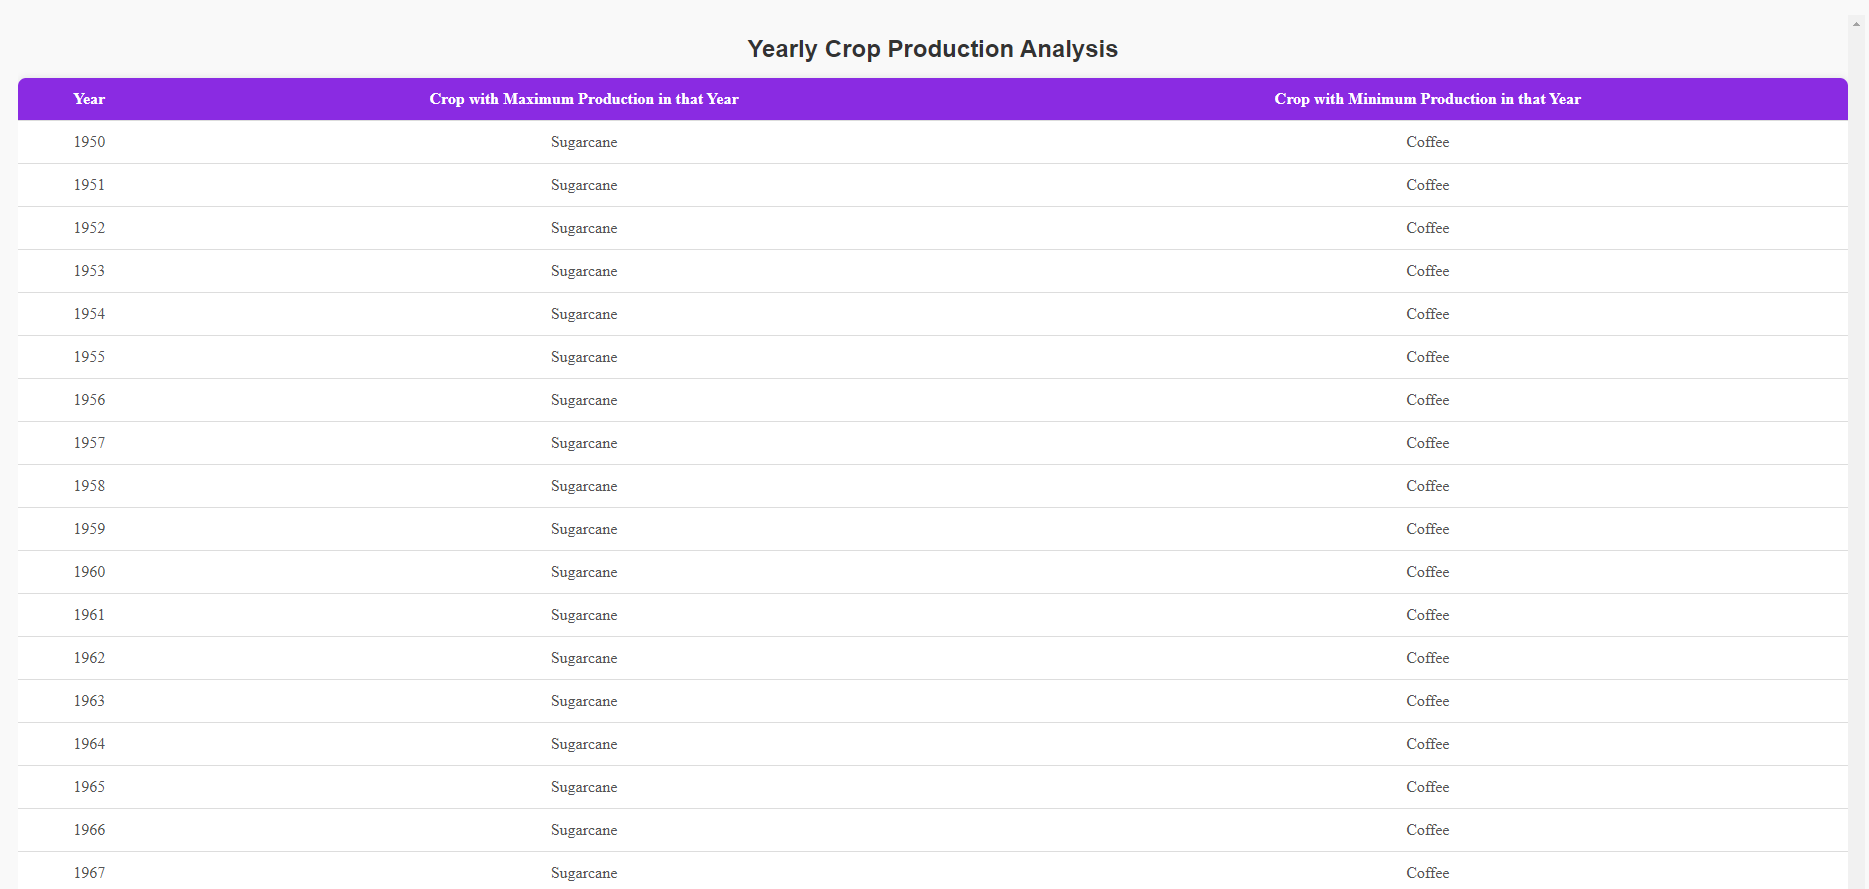 Yearly Crop Production Analysis
Year Crop with Maximum Production in that Year Crop with Minimum Production in that Year
1950 Sugarcane Coffee
1951 Sugarcane Coffee
1952 Sugarcane Coffee
1953 Sugarcane Coffee
1954 Sugarcane Coffee
1955 Sugarcane Coffee
1956 Sugarcane Coffee
1957 Sugarcane Coffee
1958 Sugarcane Coffee
1959 Sugarcane Coffee
1960 Sugarcane Coffee
1961 Sugarcane Coffee
1962 Sugarcane Coffee
1963 Sugarcane Coffee
1964 Sugarcane Coffee
1965 Sugarcane Coffee
1966 Sugarcane Coffee
1967 Sugarcane Coffee